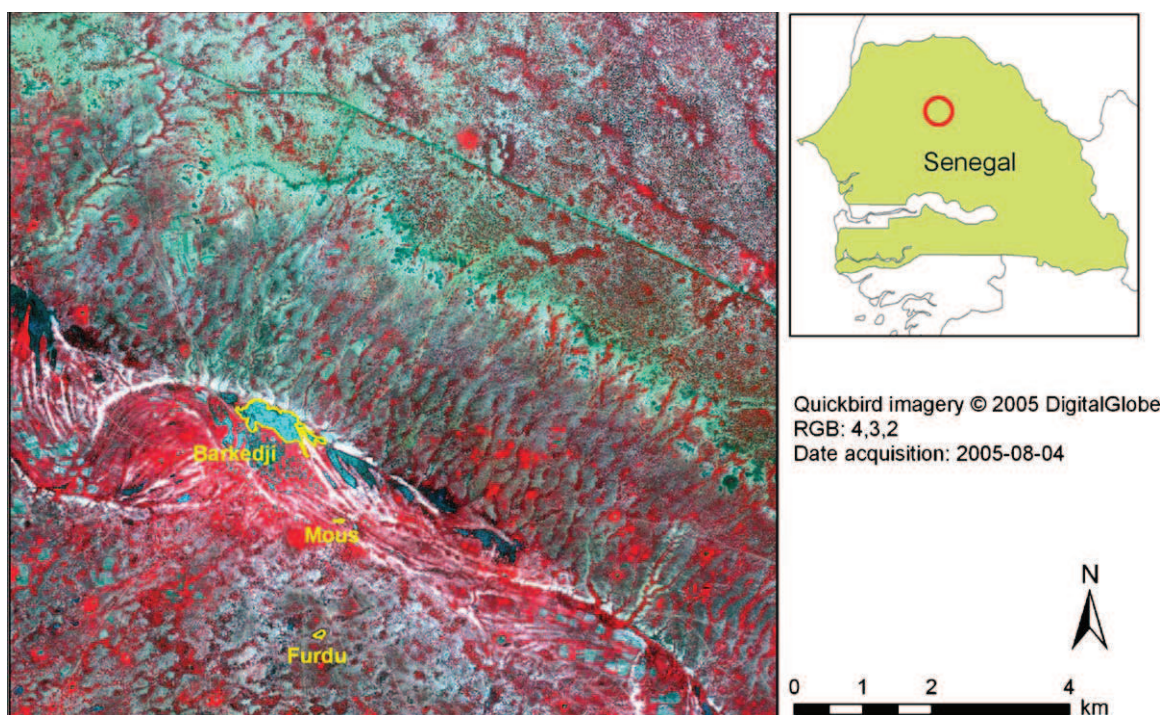 Barkedji
Mous
Furdu
Senegal
Quickbird imagery © 2005 DigitalGlobe
RGB: 4,3,2
Date acquisition: 2005-08-04
N
0 1 2 4
km